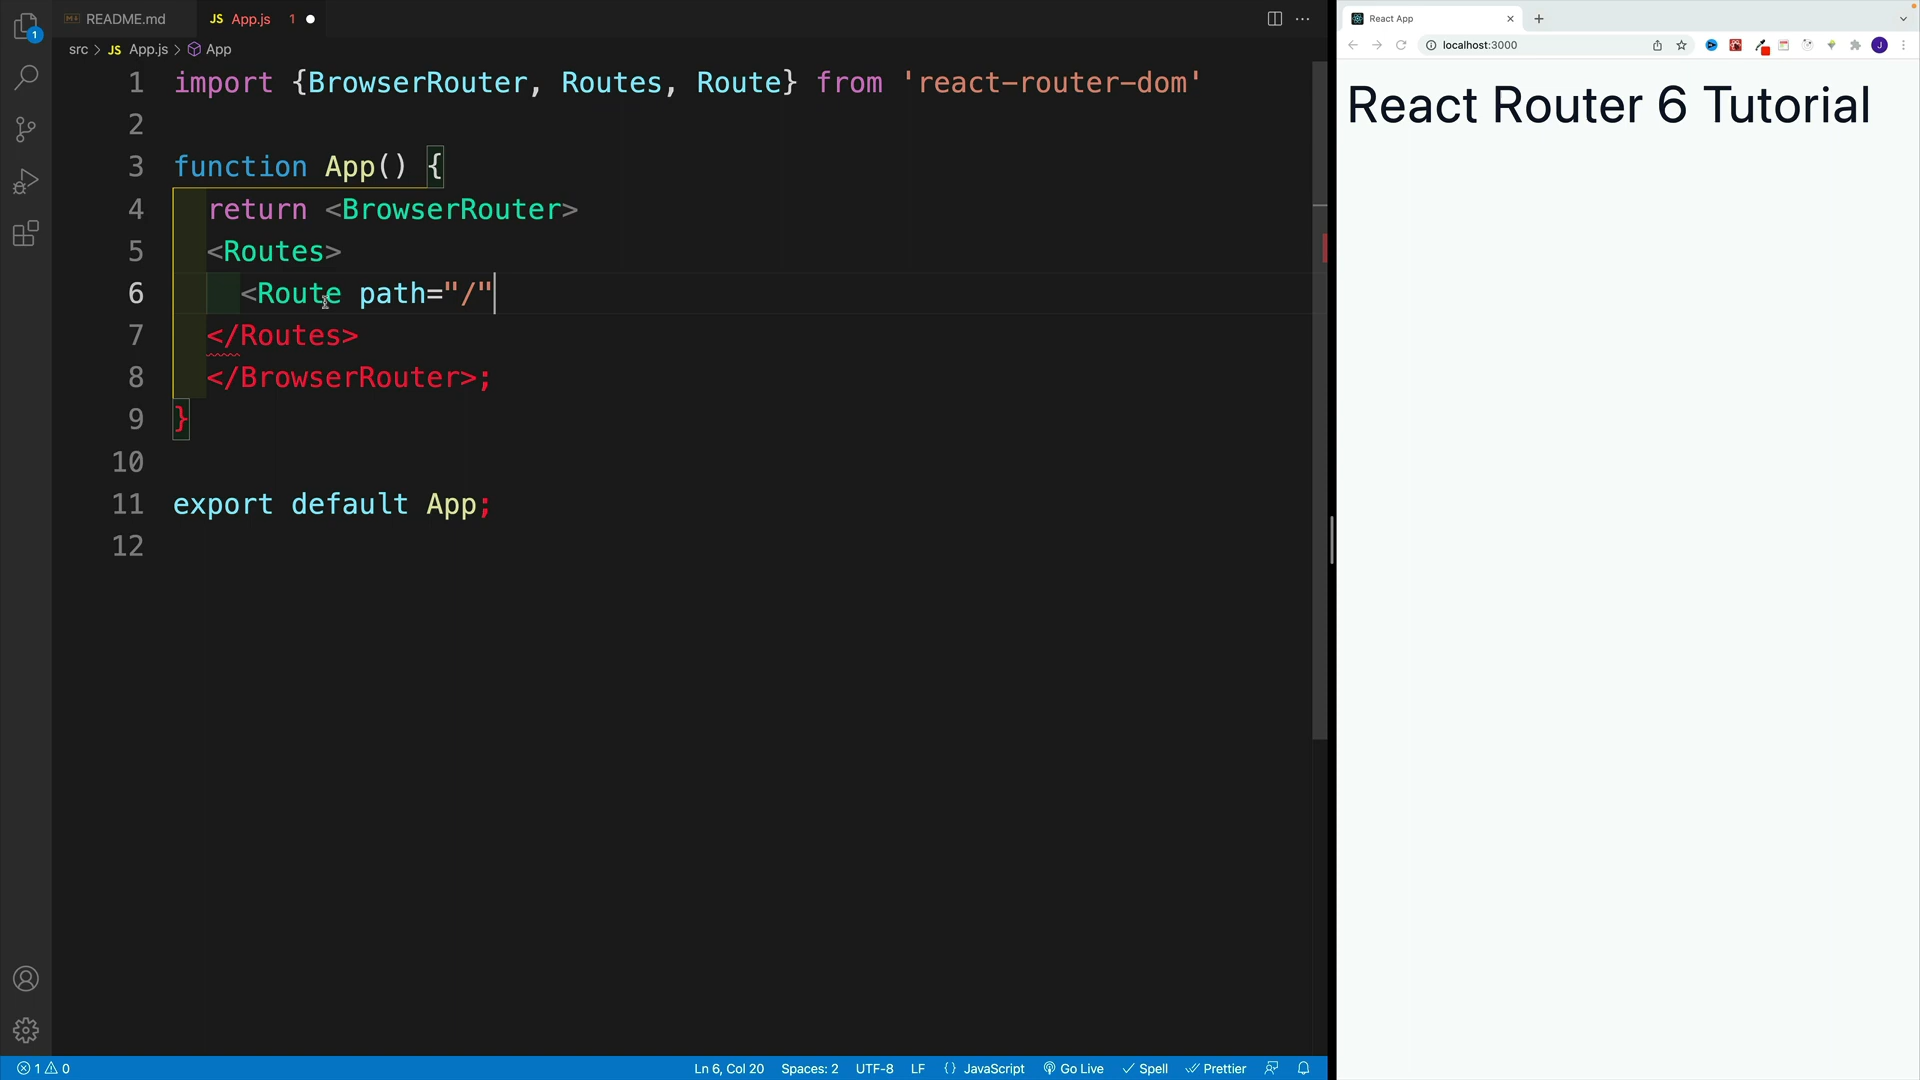 README.md
JS App.js 1
src > JS App.js > App
1 import {BrowserRouter, Routes, Route} from 'react-router-dom'
2
3 function App() {
4 return <BrowserRouter>
5 <Routes>
6 <Route path="/"
7 </Routes>
8 </BrowserRouter>;
9 }
10
11 export default App;
12
1
1 0
Ln 6, Col 20 Spaces: 2 UTF-8 LF {} JavaScript Go Live Spell Prettier
React App
localhost:3000
J
React Router 6 Tutorial